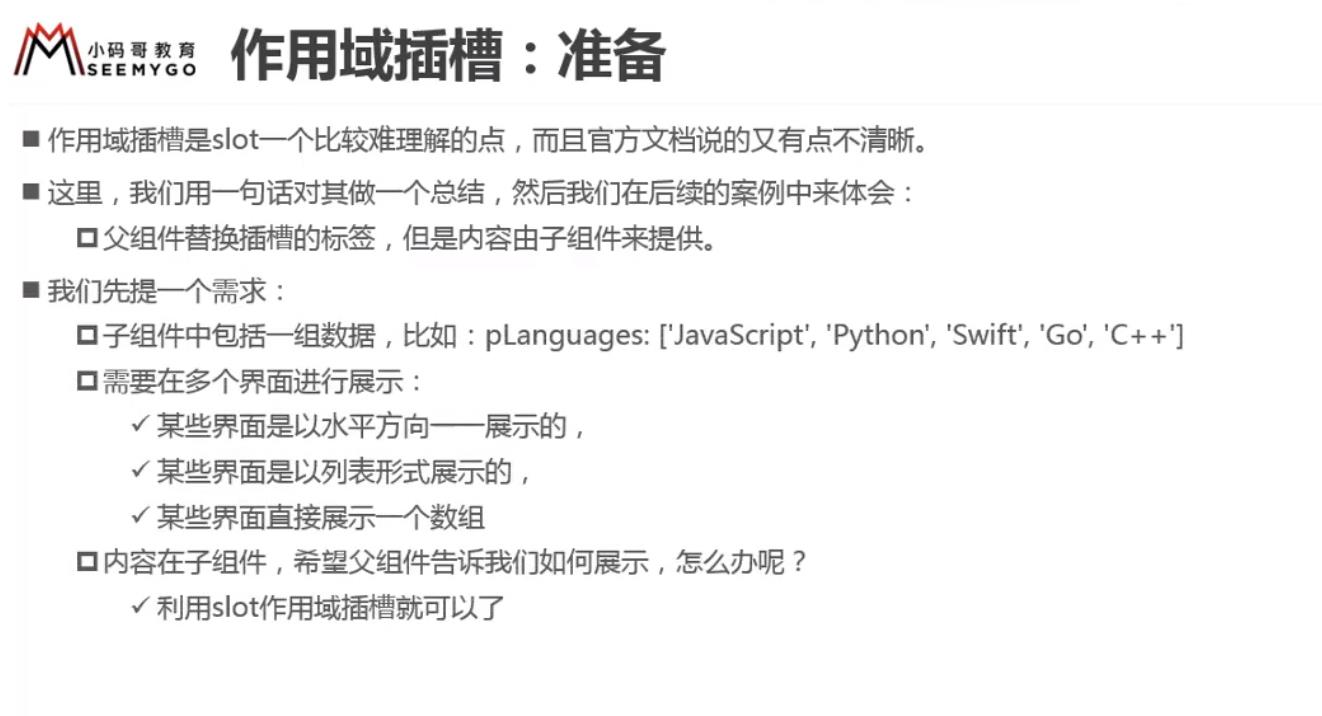 小码哥教育
SEEMYGO
作用域插槽：准备
作用域插槽是slot一个比较难理解的点，而且官方文档说的又有点不清晰。
这里，我们用一句话对其做一个总结，然后我们在后续的案例中来体会：
父组件替换插槽的标签，但是内容由子组件来提供。
我们先提一个需求：
子组件中包括一组数据，比如：pLanguages: ['JavaScript', 'Python', 'Swift', 'Go', 'C++']
需要在多个界面进行展示：
某些界面是以水平方向一一展示的，
某些界面是以列表形式展示的，
某些界面直接展示一个数组
内容在子组件，希望父组件告诉我们如何展示，怎么办呢？
利用slot作用域插槽就可以了